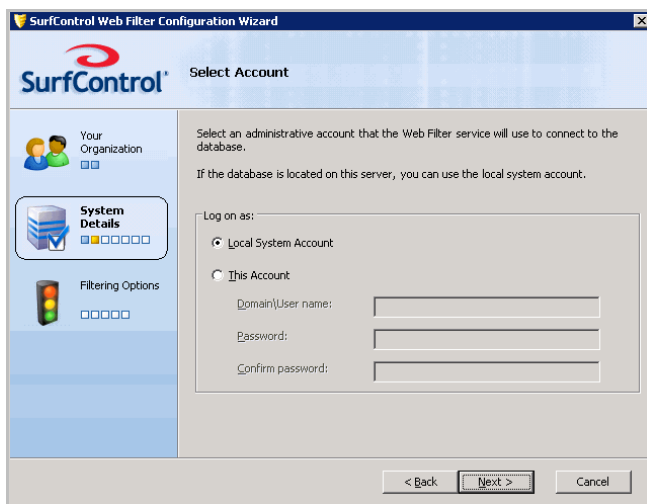 SurfControl Web Filter Configuration Wizard
SurfControl
Select Account
Your
Organization
System
Details
Filtering Options
Select an administrative account that the Web Filter service will use to connect to the
database.
If the database is located on this server, you can use the local system account.
Log on as:
Local System Account
This Account
Domain\User name:
Password:
Confirm password:
< Back
Next >
Cancel